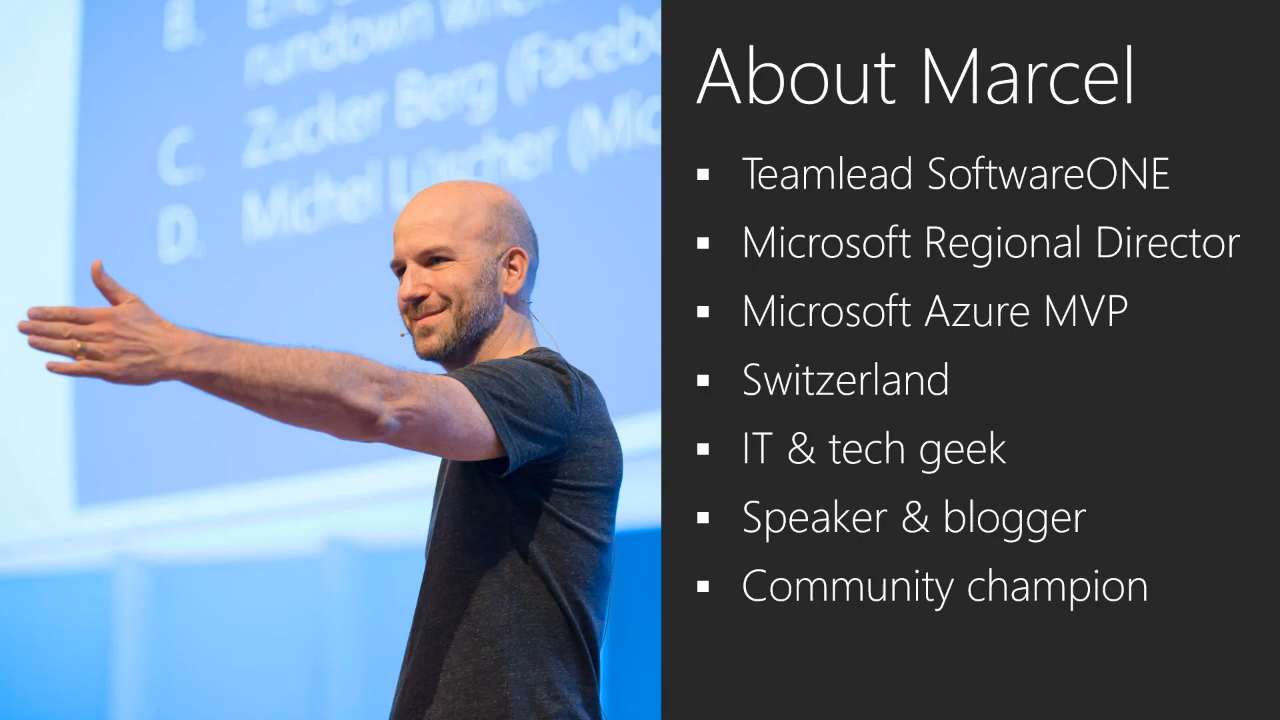 B.
rundown when
C. Zucker Berg (Facebo
D. Michel Lüscher (Mic
About Marcel
▪ Teamlead SoftwareONE
▪ Microsoft Regional Director
▪ Microsoft Azure MVP
▪ Switzerland
▪ IT & tech geek
▪ Speaker & blogger
▪ Community champion